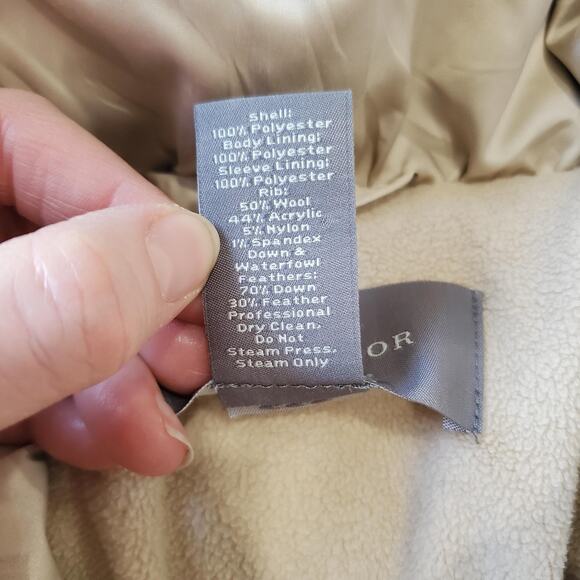 Shell:
100% Polyester
Body Lining:
100% Polyester
Sleeve Lining:
100% Polyester
Rib:
50% Wool
44% Acrylic
5% Nylon
1% Spandex
Down &
Waterfowl
Feathers:
70% Down
30% Feather
Professional
Dry Clean.
Do Not
Steam Press.
Steam Only
OR